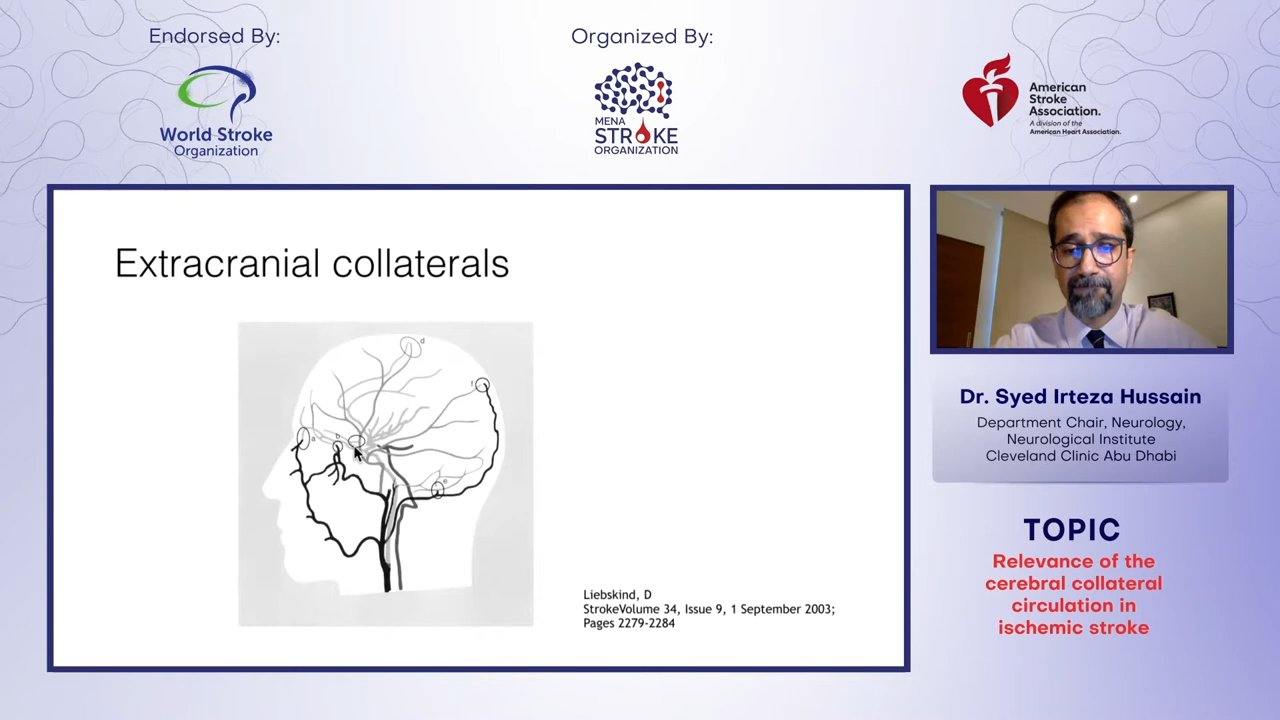 Endorsed By:
World Stroke
Organization
Organized By:
MENA
STROKE
ORGANIZATION
American
Stroke
Association.
A division of the
American Heart Association.
Extracranial collaterals
a
b
d
e
f
Liebskind, D
StrokeVolume 34, Issue 9, 1 September 2003;
Pages 2279-2284
Dr. Syed Irteza Hussain
Department Chair, Neurology,
Neurological Institute
Cleveland Clinic Abu Dhabi
TOPIC
Relevance of the
cerebral collateral
circulation in
ischemic stroke